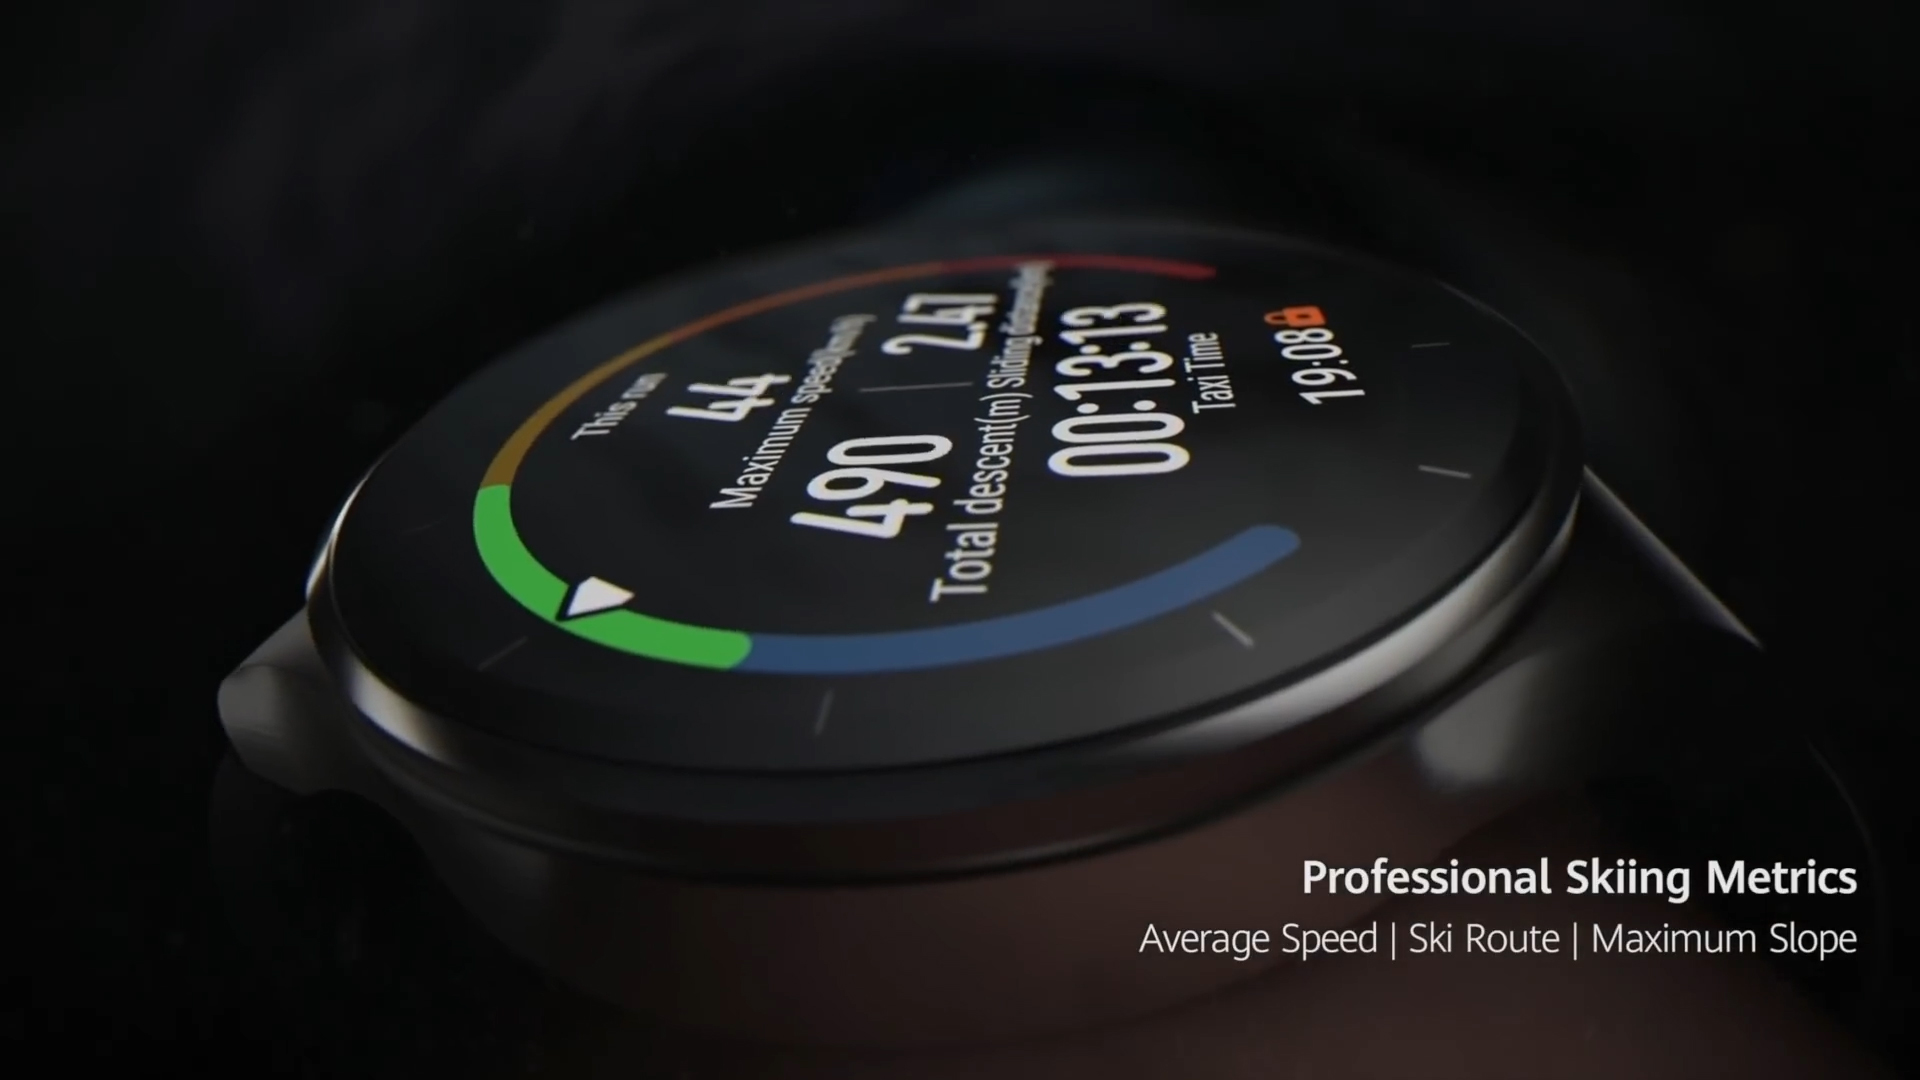 This run
44
Maximum speed(km/h)
490
2.47
Total descent(m) Sliding distance(km)
00:13:13
Taxi Time
19:08
Professional Skiing Metrics
Average Speed | Ski Route | Maximum Slope